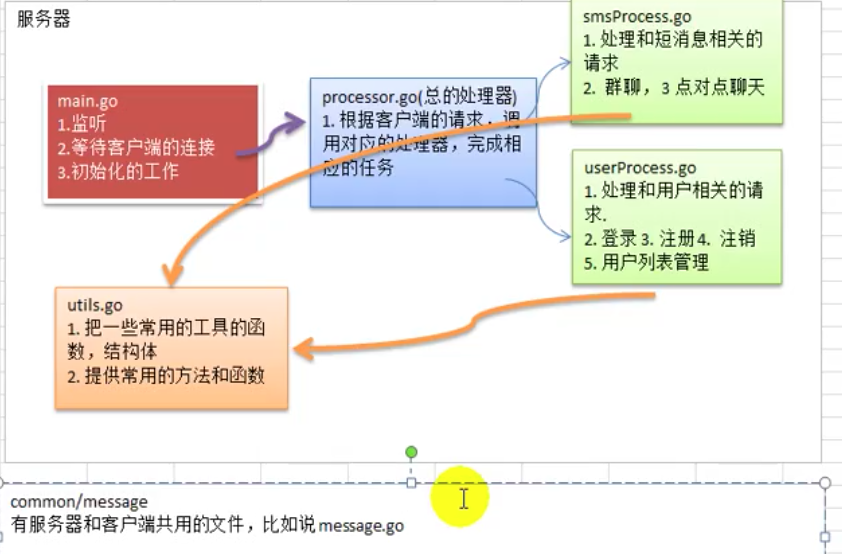 服务器
main.go
1.监听
2.等待客户端的连接
3.初始化的工作
processor.go(总的处理器)
1. 根据客户端的请求，调
用对应的处理器，完成相
应的任务
smsProcess.go
1. 处理和短消息相关的
请求
2. 群聊，3 点对点聊天
userProcess.go
1. 处理和用户相关的请
求.
2. 登录 3. 注册 4. 注销
5. 用户列表管理
utils.go
1. 把一些常用的工具的函
数，结构体
2. 提供常用的方法和函数
common/message
有服务器和客户端共用的文件，比如说 message.go